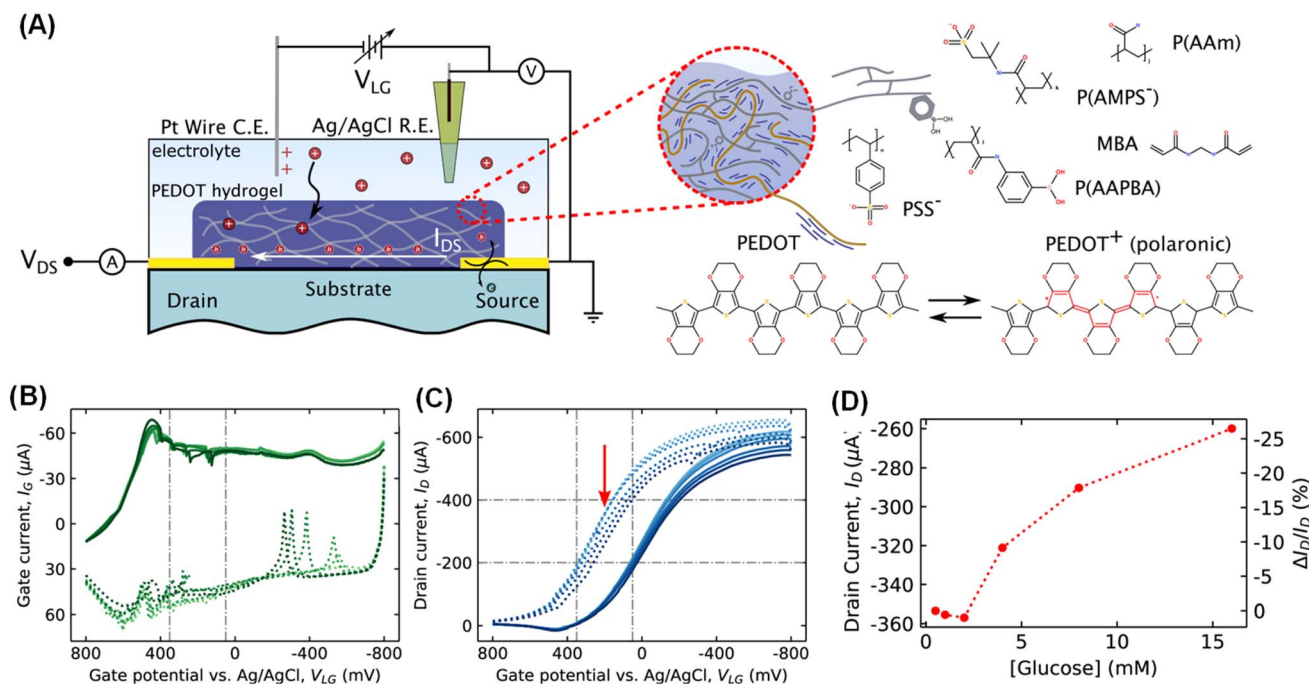 (A)
V_LG
V
Pt Wire C.E.
Ag/AgCl R.E.
electrolyte
PEDOT hydrogel
I_DS
V_DS
A
Drain
Substrate
Source
P(AAm)
P(AMPS⁻)
MBA
P(AAPBA)
PSS⁻
PEDOT
PEDOT⁺ (polaronic)
(B)
Gate current, I_G (µA)
-60
-30
0
30
60
800
400
0
-400
-800
Gate potential vs. Ag/AgCl, V_LG (mV)
(C)
Drain current, I_D (µA)
-600
-400
-200
0
800
400
0
-400
-800
Gate potential vs. Ag/AgCl, V_LG (mV)
(D)
Drain Current, I_D (µA)
-260
-280
-300
-320
-340
-360
0
5
10
15
[Glucose] (mM)
-25
-20
-15
-10
-5
0
ΔI_D/I_D (%)